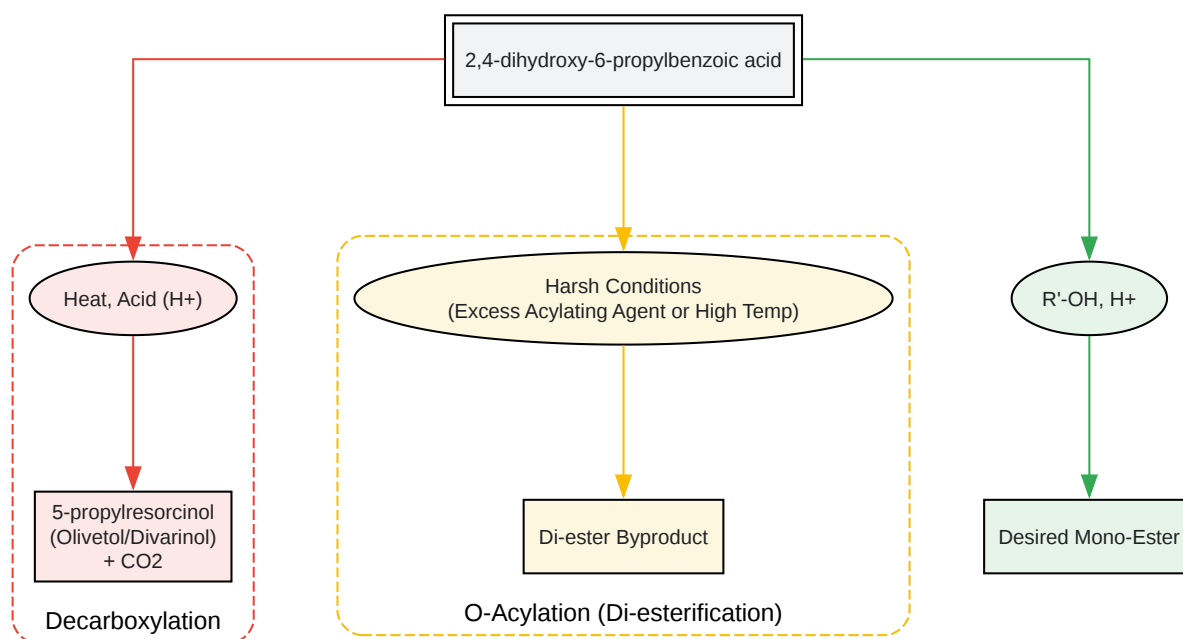 2,4-dihydroxy-6-propylbenzoic acid
Heat, Acid (H+)
Harsh Conditions
(Excess Acylating Agent or High Temp)
R'-OH, H+
5-propylresorcinol
(Olivetol/Divarinol)
+ CO2
Di-ester Byproduct
Desired Mono-Ester
Decarboxylation
O-Acylation (Di-esterification)